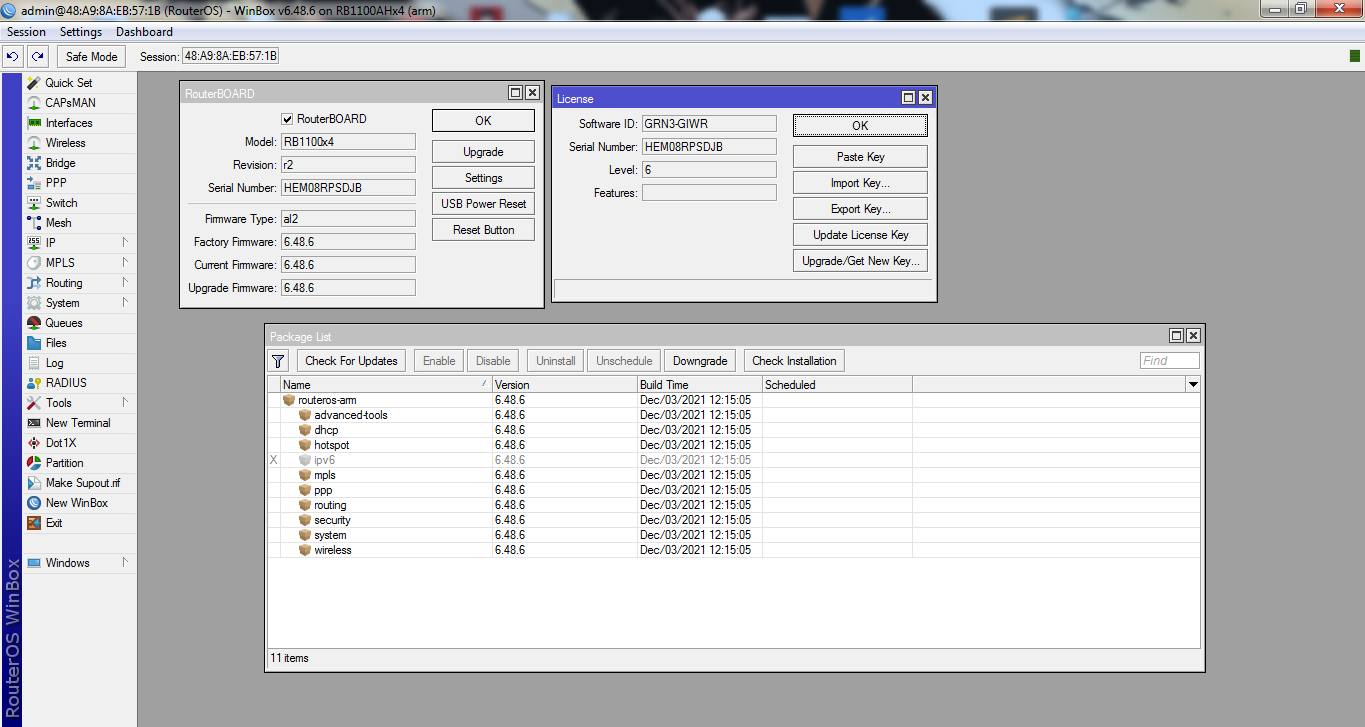 admin@48:A9:8A:EB:57:1B (RouterOS) - WinBox v6.48.6 on RB1100AHx4 (arm)
Session Settings Dashboard
Safe Mode Session: 48:A9:8A:EB:57:1B
Quick Set
CAPsMAN
Interfaces
Wireless
Bridge
PPP
Switch
Mesh
IP
MPLS
Routing
System
Queues
Files
Log
RADIUS
Tools
New Terminal
Dot1X
Partition
Make Supout.rif
New WinBox
Exit
Windows
RouterOS WinBox
RouterBOARD
RouterBOARD
Model: RB1100x4
Revision: r2
Serial Number: HEM08RPSDJB
Firmware Type: al2
Factory Firmware: 6.48.6
Current Firmware: 6.48.6
Upgrade Firmware: 6.48.6
OK
Upgrade
Settings
USB Power Reset
Reset Button
License
Software ID: GRN3-GIWR
Serial Number: HEM08RPSDJB
Level: 6
Features:
OK
Paste Key
Import Key...
Export Key...
Update License Key
Upgrade/Get New Key...
Package List
Check For Updates Enable Disable Uninstall Unschedule Downgrade Check Installation Find
Name Version Build Time Scheduled
routeros-arm 6.48.6 Dec/03/2021 12:15:05
advanced-tools 6.48.6 Dec/03/2021 12:15:05
dhcp 6.48.6 Dec/03/2021 12:15:05
hotspot 6.48.6 Dec/03/2021 12:15:05
X ipv6 6.48.6 Dec/03/2021 12:15:05
mpls 6.48.6 Dec/03/2021 12:15:05
ppp 6.48.6 Dec/03/2021 12:15:05
routing 6.48.6 Dec/03/2021 12:15:05
security 6.48.6 Dec/03/2021 12:15:05
system 6.48.6 Dec/03/2021 12:15:05
wireless 6.48.6 Dec/03/2021 12:15:05
11 items